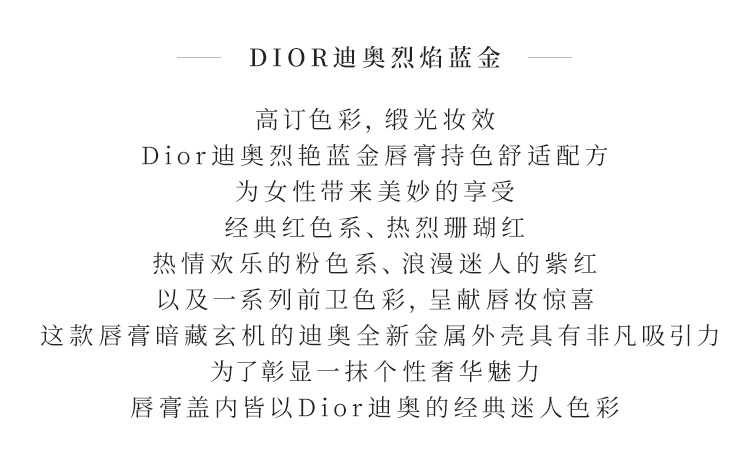 DIOR迪奥烈焰蓝金
高订色彩, 缎光妆效
Dior迪奥烈艳蓝金唇膏持色舒适配方
为女性带来美妙的享受
经典红色系、热烈珊瑚红
热情欢乐的粉色系、浪漫迷人的紫红
以及一系列前卫色彩, 呈献唇妆惊喜
这款唇膏暗藏玄机的迪奥全新金属外壳具有非凡吸引力
为了彰显一抹个性奢华魅力
唇膏盖内皆以Dior迪奥的经典迷人色彩